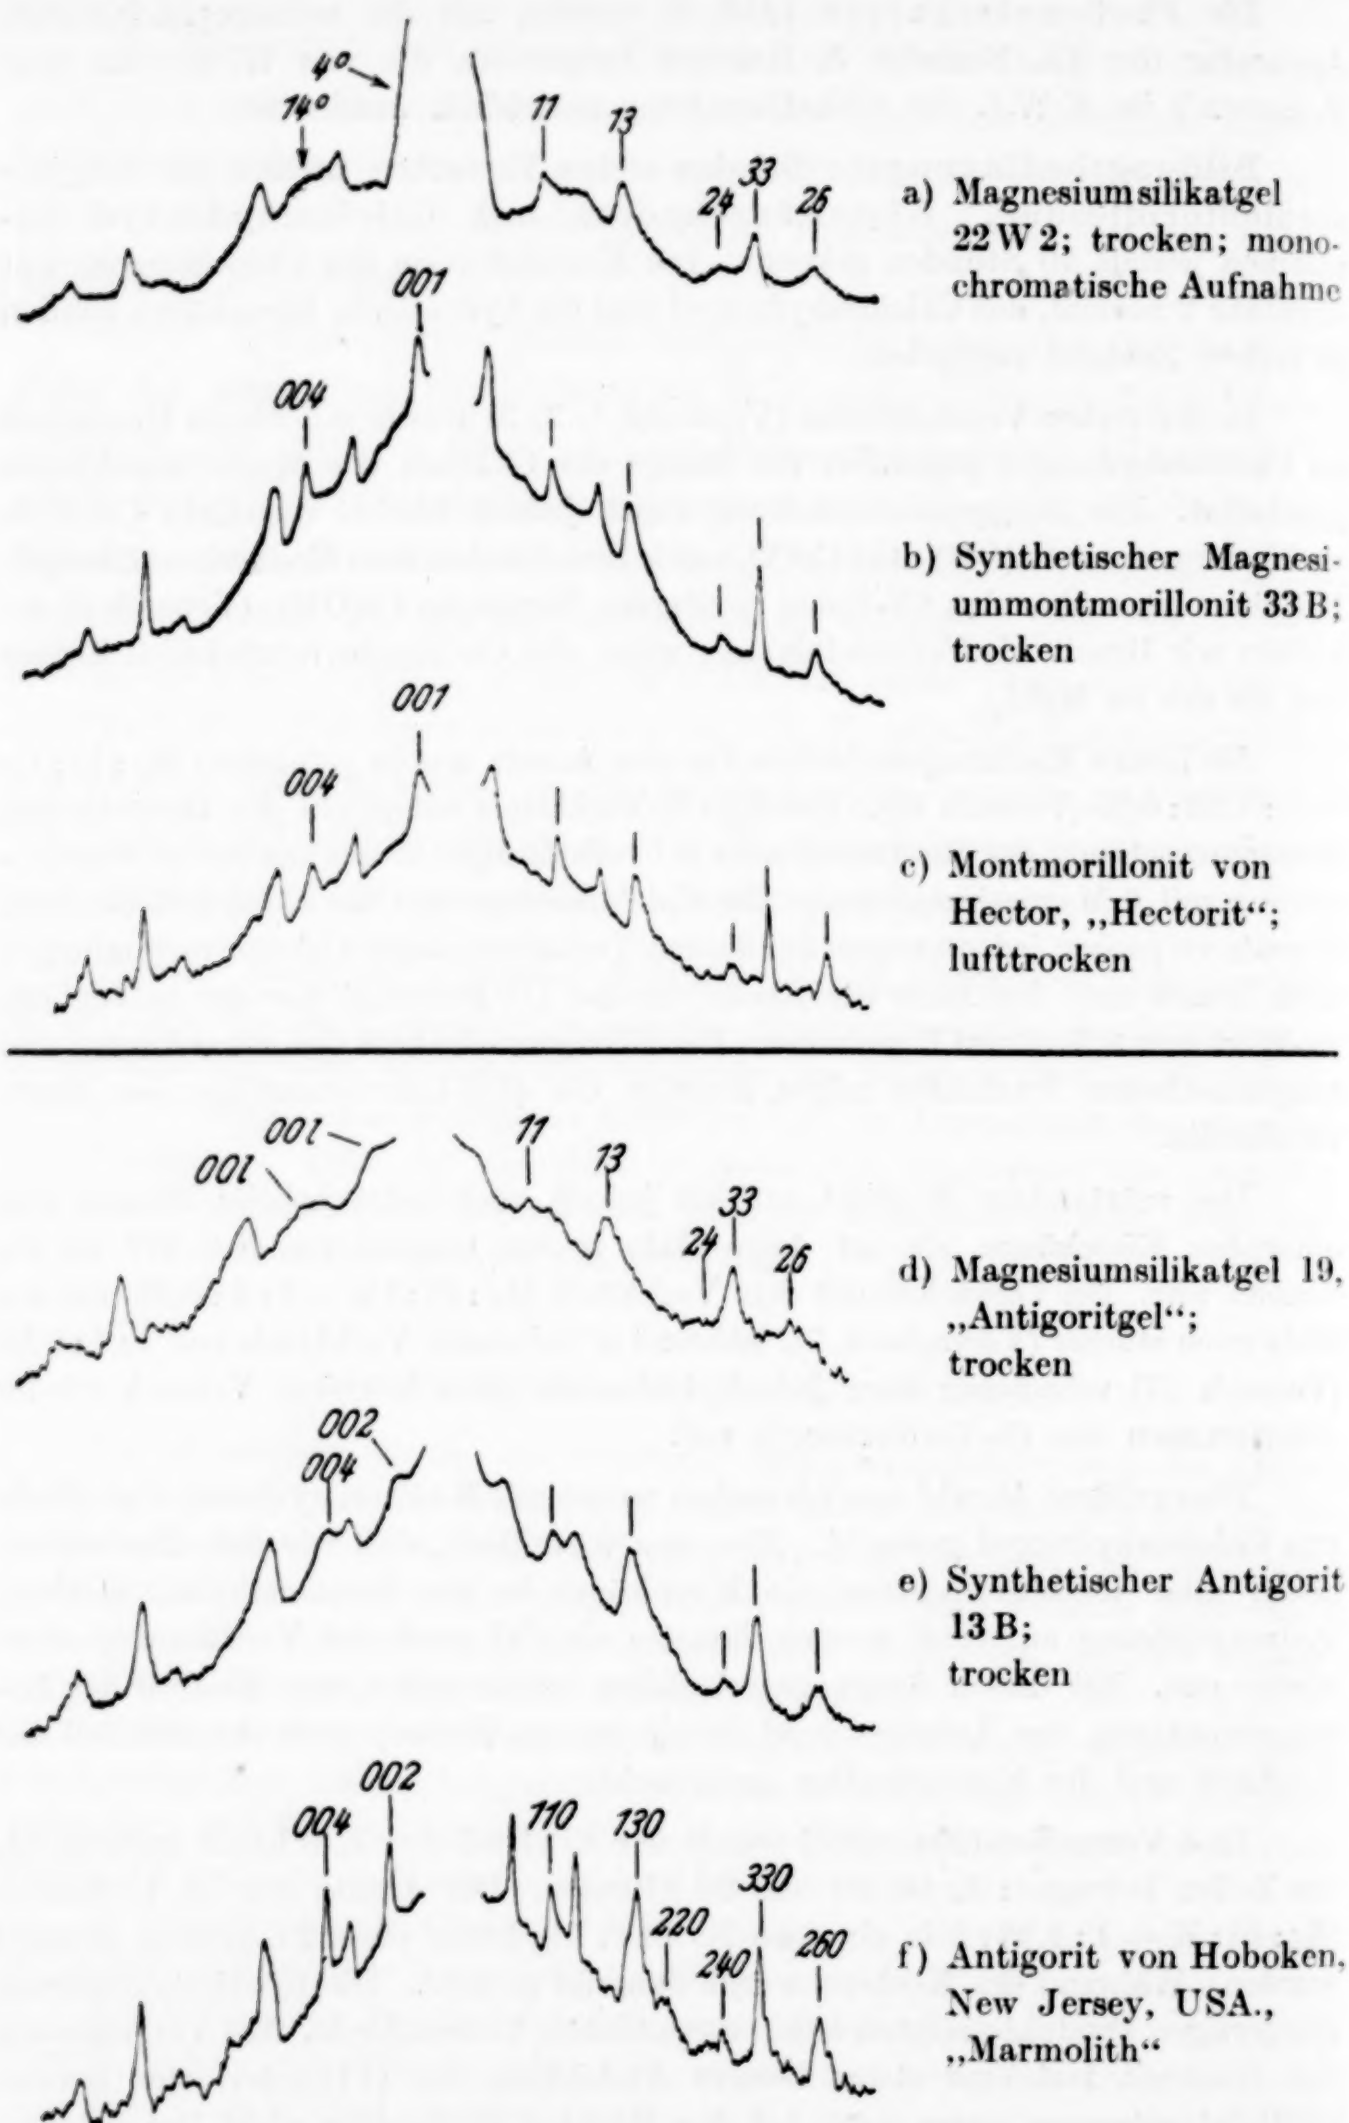 4°
14°
11
13
24
33
26
a) Magnesiumsilikatgel
22 W 2; trocken; mono-
chromatische Aufnahme
001
004
b) Synthetischer Magnesi-
ummontmorillonit 33 B;
trocken
001
004
c) Montmorillonit von
Hector, „Hectorit“;
lufttrocken
00l
00l
11
13
24
33
26
d) Magnesiumsilikatgel 19,
„Antigoritgel“;
trocken
002
004
e) Synthetischer Antigorit
13 B;
trocken
002
004
110
130
220
240
330
260
f) Antigorit von Hoboken,
New Jersey, USA.,
„Marmolith“